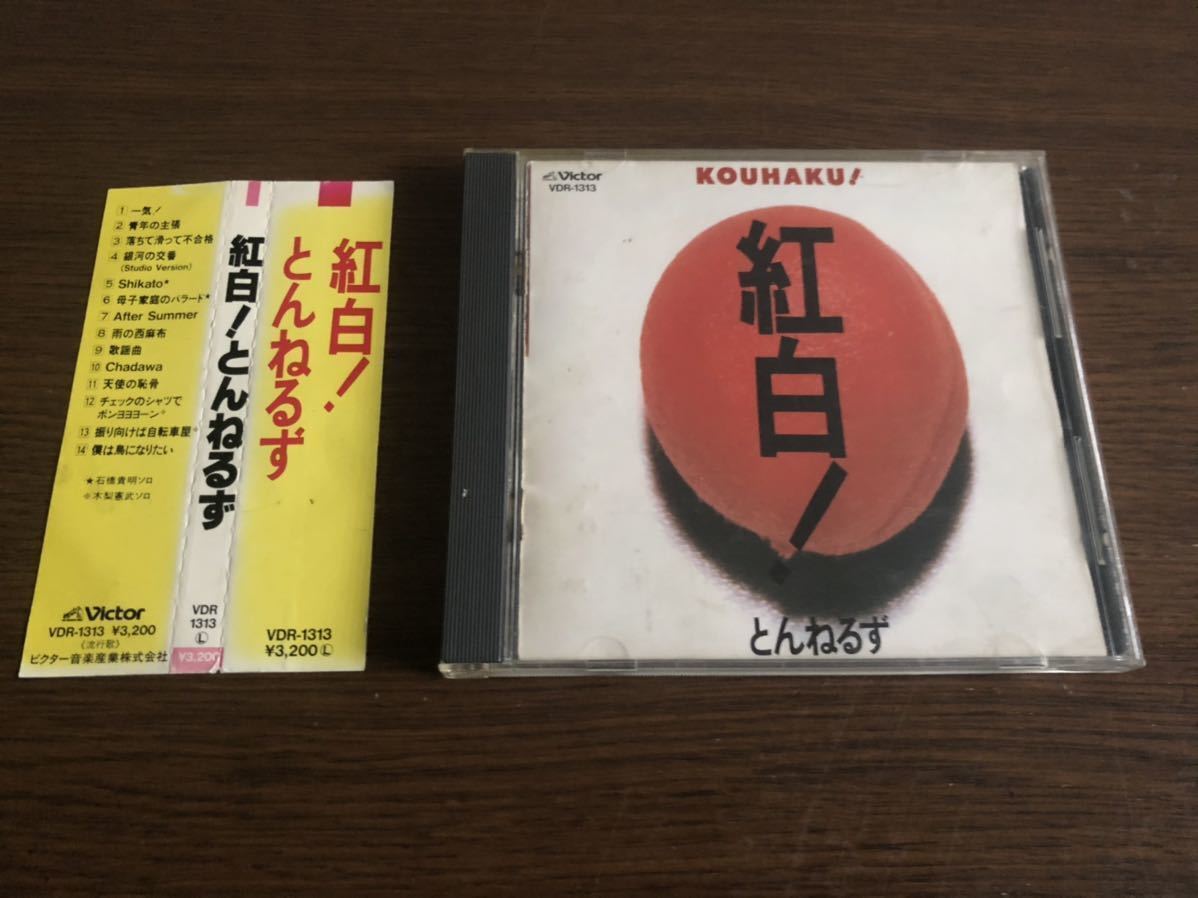 1 一気!
2 青年の主張
3 落ちて滑って不合格
4 銀河の交番
(Studio Version)
5 Shikato★
6 母子家庭のバラード★
7 After Summer
8 雨の西麻布
9 歌謡曲
10 Chadawa
11 天使の恥骨
12 チェックのシャツで
ボンヨヨヨーン※
13 振り向けば自転車屋※
14 僕は鳥になりたい
★石橋貴明ソロ
※木梨憲武ソロ
Victor
VDR-1313 ¥3,200
(流行歌)
ビクター音楽産業株式会社
紅白!とんねるず
VDR
1313
Ⓛ
¥3,200
紅白!
とんねるず
VDR-1313
¥3,200 Ⓛ
Victor
VDR-1313
KOUHAKU!
紅白!
とんねるず